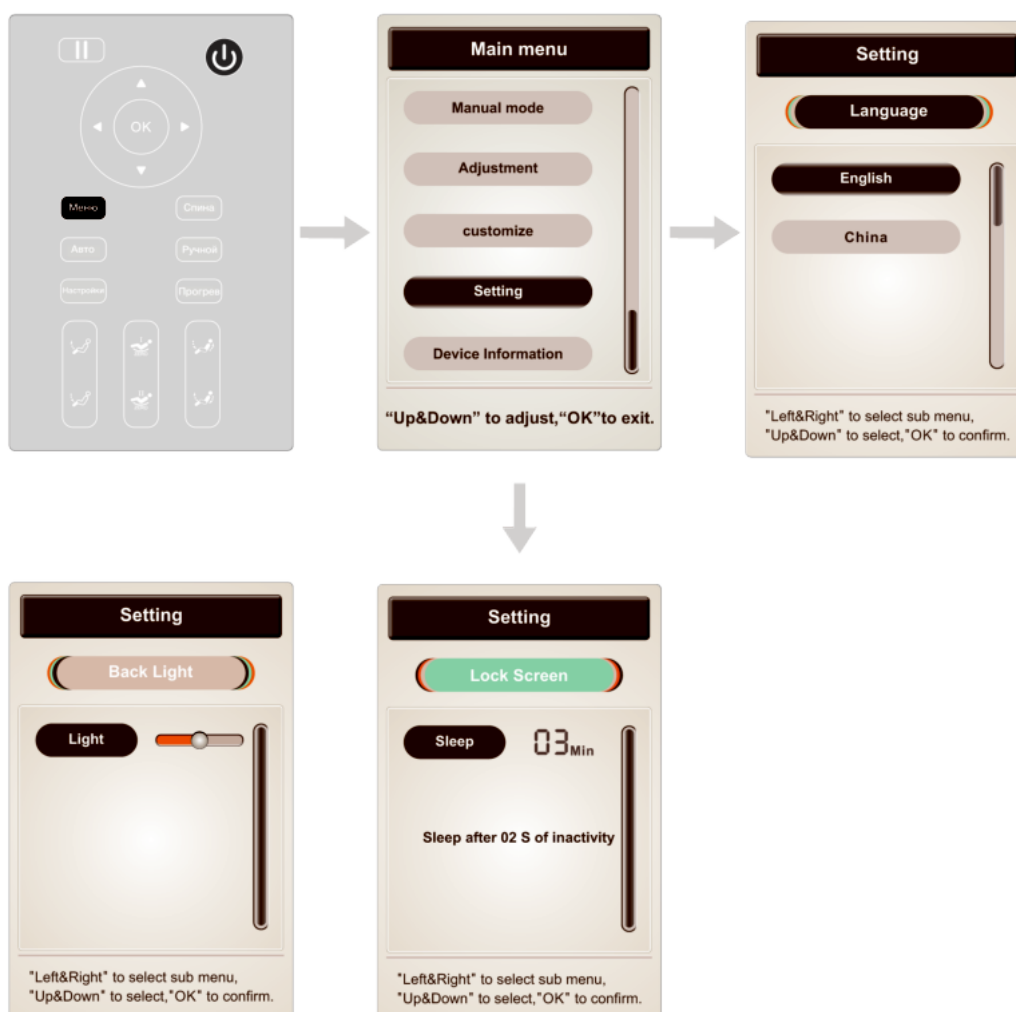 OK
Меню
Спина
Авто
Ручной
Настройки
Прогрев
Main menu
Manual mode
Adjustment
customize
Setting
Device Information
“Up&Down” to adjust,“OK”to exit.
Setting
Language
English
China
"Left&Right" to select sub menu,
"Up&Down" to select,"OK" to confirm.
Setting
Back Light
Light
"Left&Right" to select sub menu,
"Up&Down" to select,"OK" to confirm.
Setting
Lock Screen
Sleep 03 Min
Sleep after 02 S of inactivity
"Left&Right" to select sub menu,
"Up&Down" to select,"OK" to confirm.